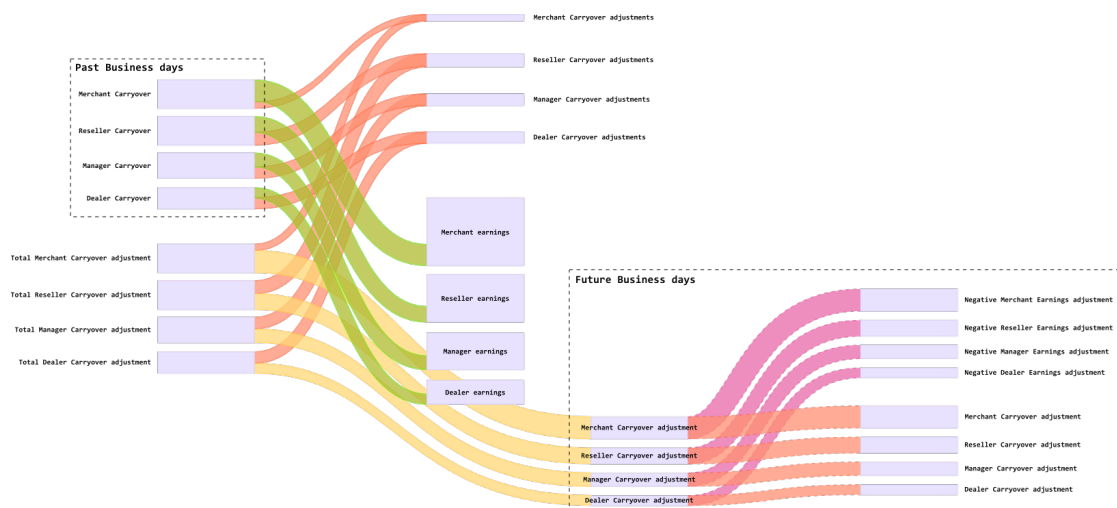 Merchant Carryover adjustments
Reseller Carryover adjustments
Manager Carryover adjustments
Dealer Carryover adjustments
Past Business days
Merchant Carryover
Reseller Carryover
Manager Carryover
Dealer Carryover
Merchant earnings
Reseller earnings
Manager earnings
Dealer earnings
Total Merchant Carryover adjustment
Total Reseller Carryover adjustment
Total Manager Carryover adjustment
Total Dealer Carryover adjustment
Future Business days
Negative Merchant Earnings adjustment
Negative Reseller Earnings adjustment
Negative Manager Earnings adjustment
Negative Dealer Earnings adjustment
Merchant Carryover adjustment
Reseller Carryover adjustment
Manager Carryover adjustment
Dealer Carryover adjustment
Merchant Carryover adjustment
Reseller Carryover adjustment
Manager Carryover adjustment
Dealer Carryover adjustment